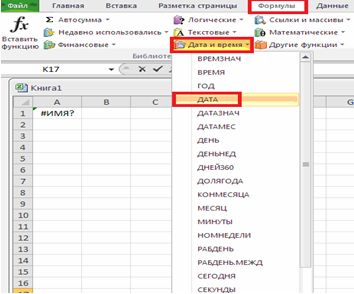 Файл Главная Вставка Разметка страницы Формулы Данные
fx Вставить функцию
Σ Автосумма Логические Ссылки и массивы
Недавно использовались Текстовые Математические
Финансовые Дата и время Другие функции
Библиоте
K17
ВРЕМЗНАЧ
ВРЕМЯ
ГОД
ДАТА
ДАТАЗНАЧ
ДАТАМЕС
ДЕНЬ
ДЕНЬНЕД
ДНЕЙ360
ДОЛЯГОДА
КОНМЕСЯЦА
МЕСЯЦ
МИНУТЫ
НОМНЕДЕЛИ
РАБДЕНЬ
РАБДЕНЬ.МЕЖД
СЕГОДНЯ
СЕКУНДЫ
Книга1
A B C F G
1 #ИМЯ?
2
3
4
5
6
7
8
9
10
11
12
13
14
15
16